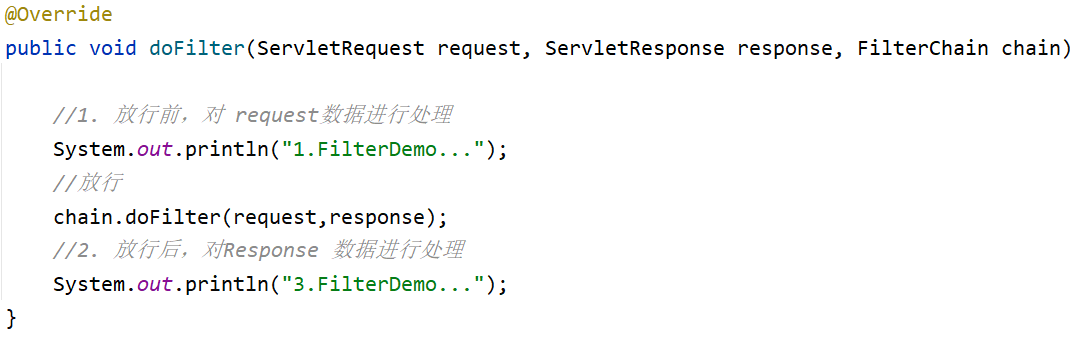 @Override
public void doFilter(ServletRequest request, ServletResponse response, FilterChain chain)
//1. 放行前，对 request数据进行处理
System.out.println("1.FilterDemo...");
//放行
chain.doFilter(request,response);
//2. 放行后，对Response 数据进行处理
System.out.println("3.FilterDemo...");
}